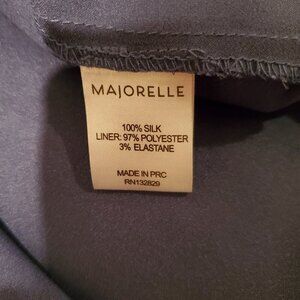 MAJORELLE
100% SILK
LINER: 97% POLYESTER
3% ELASTANE
MADE IN PRC
RN132829